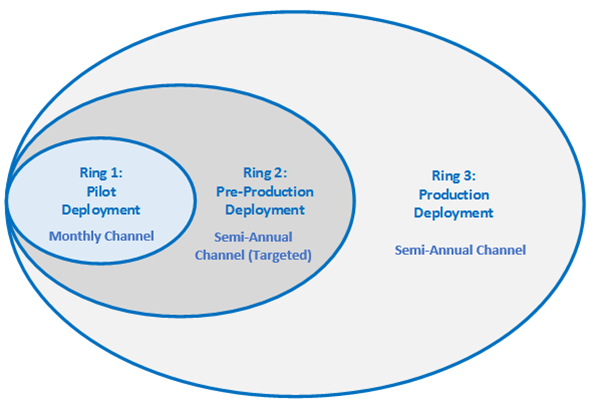 Ring 1:
Pilot
Deployment
Monthly Channel
Ring 2:
Pre-Production
Deployment
Semi-Annual
Channel (Targeted)
Ring 3:
Production
Deployment
Semi-Annual Channel